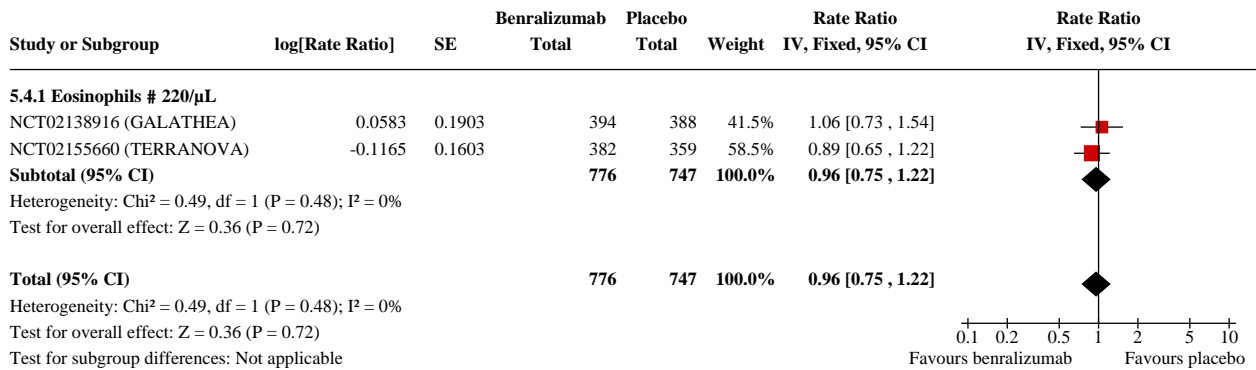 Benralizumab Placebo Rate Ratio Rate Ratio
Study or Subgroup log[Rate Ratio] SE Total Total Weight IV, Fixed, 95% CI IV, Fixed, 95% CI
5.4.1 Eosinophils # 220/µL
NCT02138916 (GALATHEA) 0.0583 0.1903 394 388 41.5% 1.06 [0.73 , 1.54]
NCT02155660 (TERRANOVA) -0.1165 0.1603 382 359 58.5% 0.89 [0.65 , 1.22]
Subtotal (95% CI) 776 747 100.0% 0.96 [0.75 , 1.22]
Heterogeneity: Chi² = 0.49, df = 1 (P = 0.48); I² = 0%
Test for overall effect: Z = 0.36 (P = 0.72)
Total (95% CI) 776 747 100.0% 0.96 [0.75 , 1.22]
Heterogeneity: Chi² = 0.49, df = 1 (P = 0.48); I² = 0%
Test for overall effect: Z = 0.36 (P = 0.72)
0.1 0.2 0.5 1 2 5 10
Test for subgroup differences: Not applicable
Favours benralizumab Favours placebo